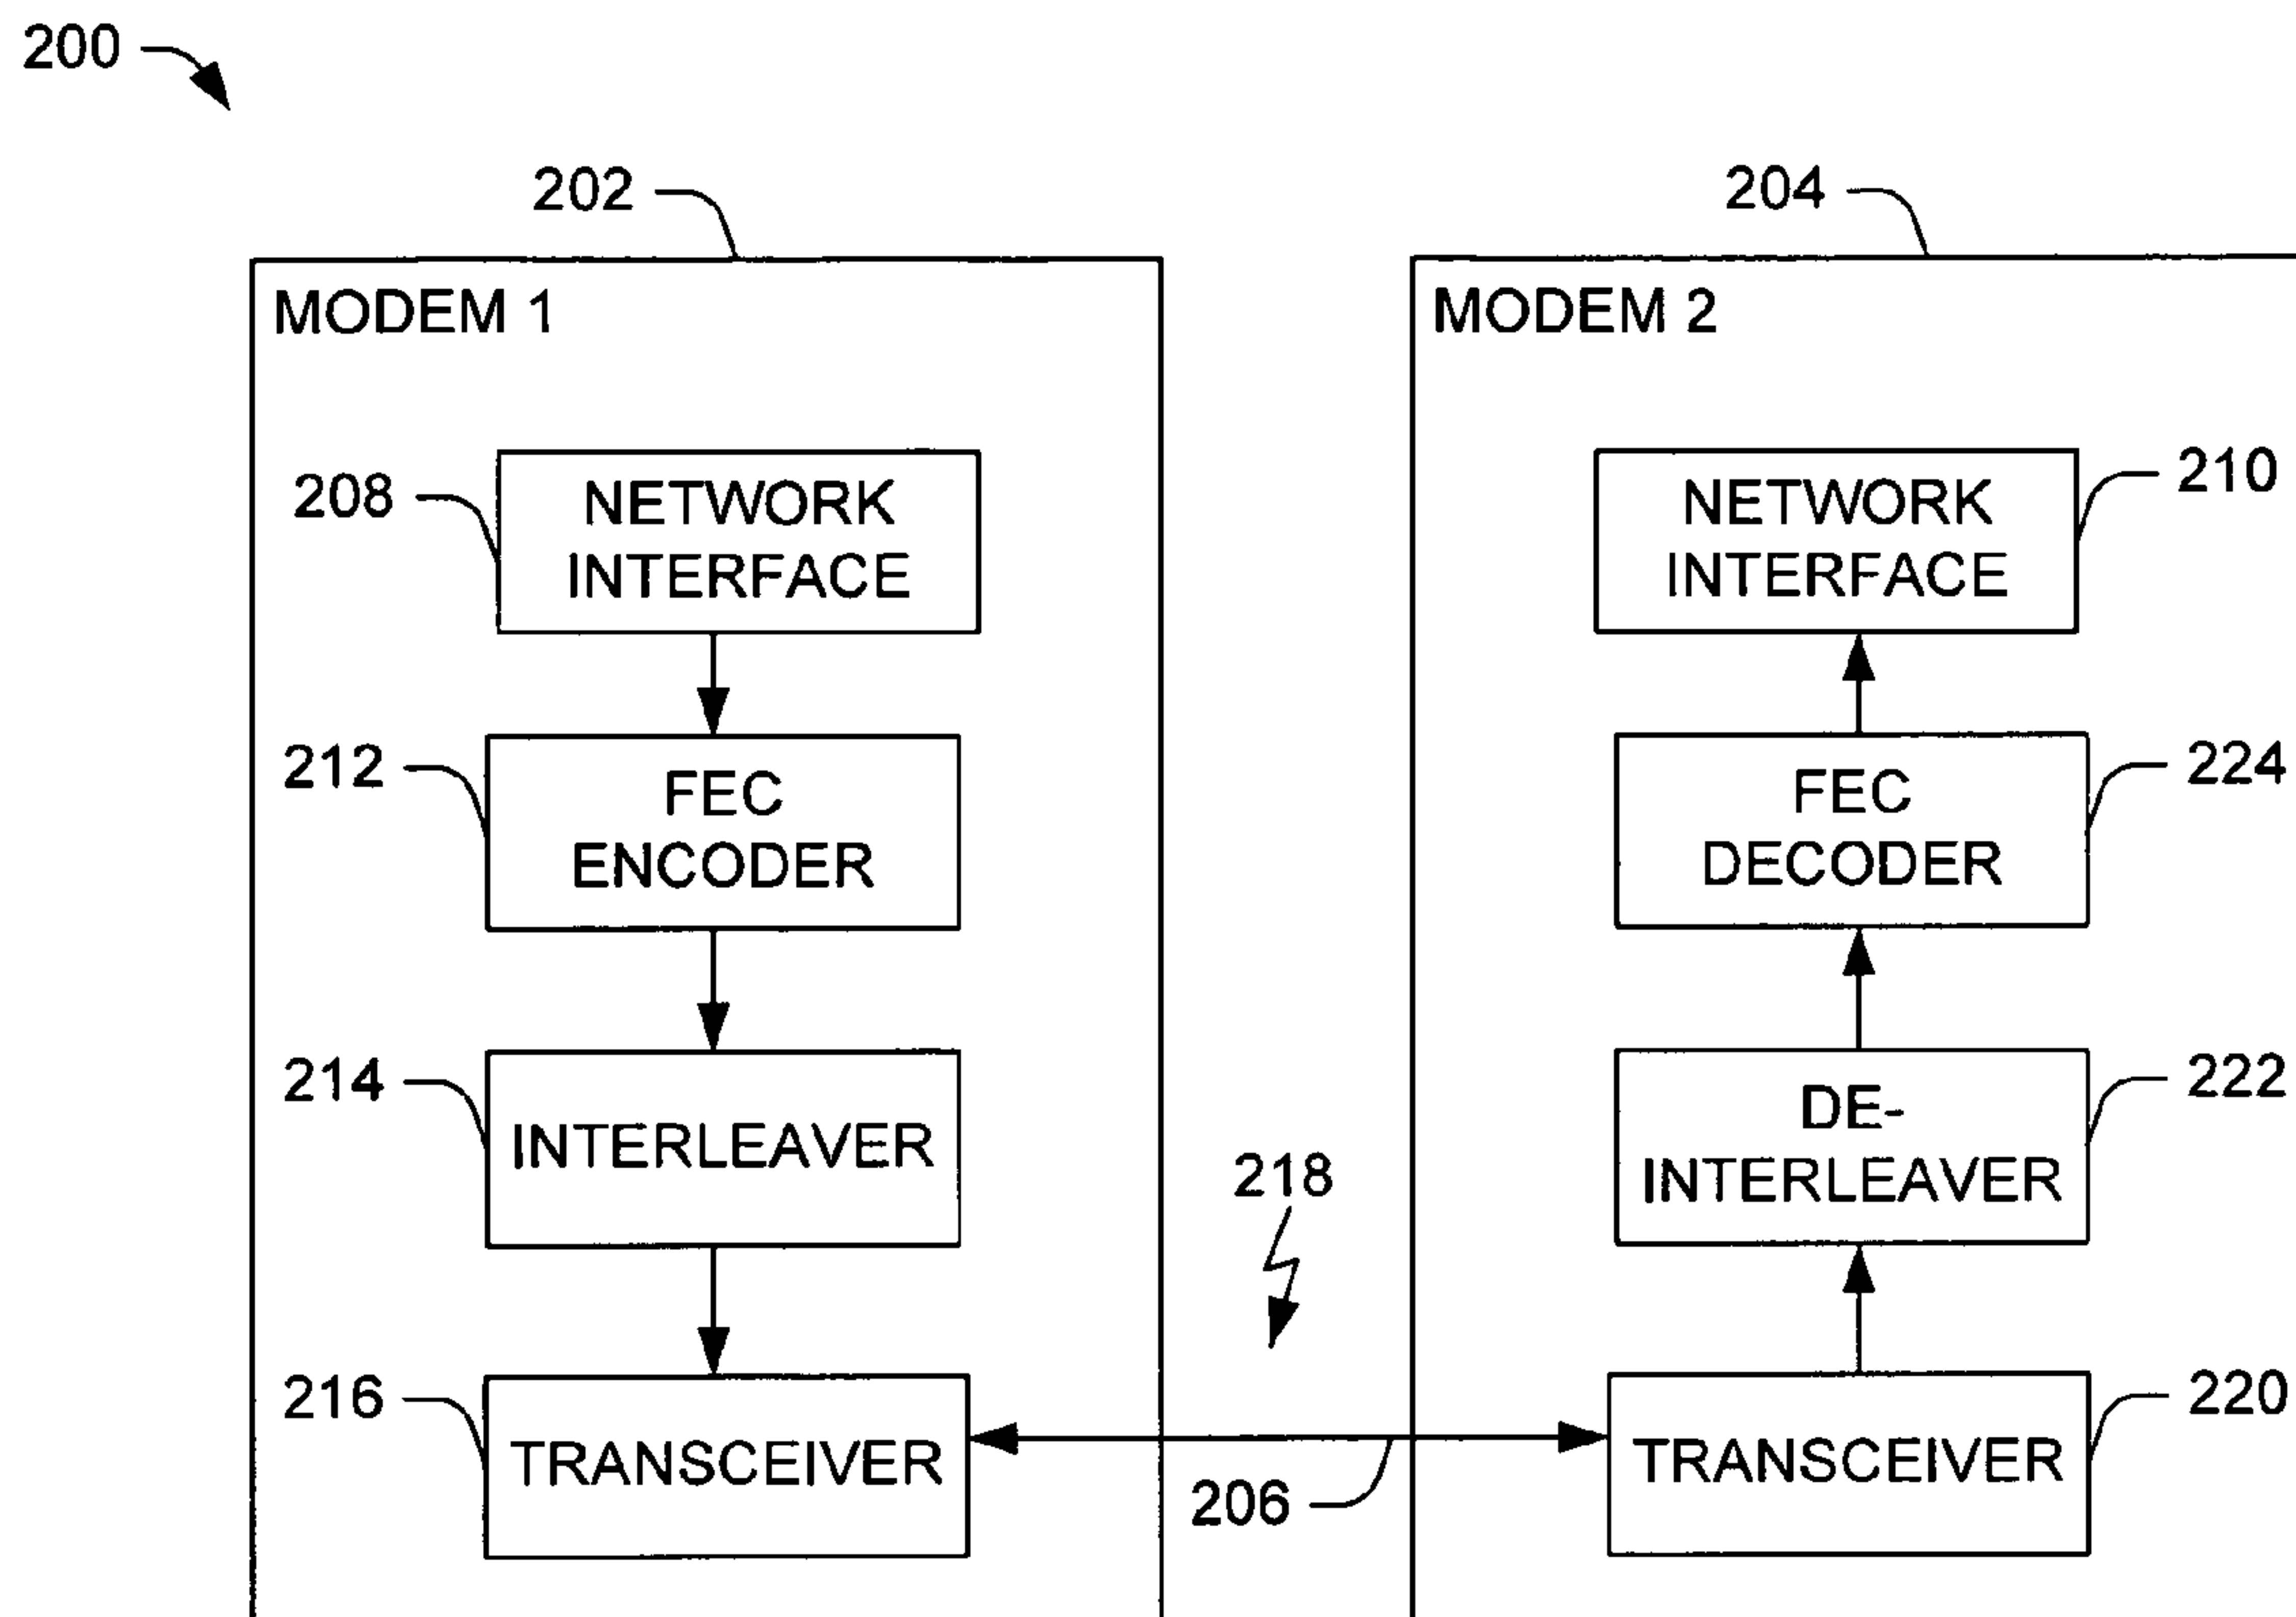 200
202
204
MODEM 1
MODEM 2
208
NETWORK
INTERFACE
NETWORK
INTERFACE
210
212
FEC
ENCODER
FEC
DECODER
224
214
INTERLEAVER
218
DE-
INTERLEAVER
222
216
TRANSCEIVER
206
TRANSCEIVER
220